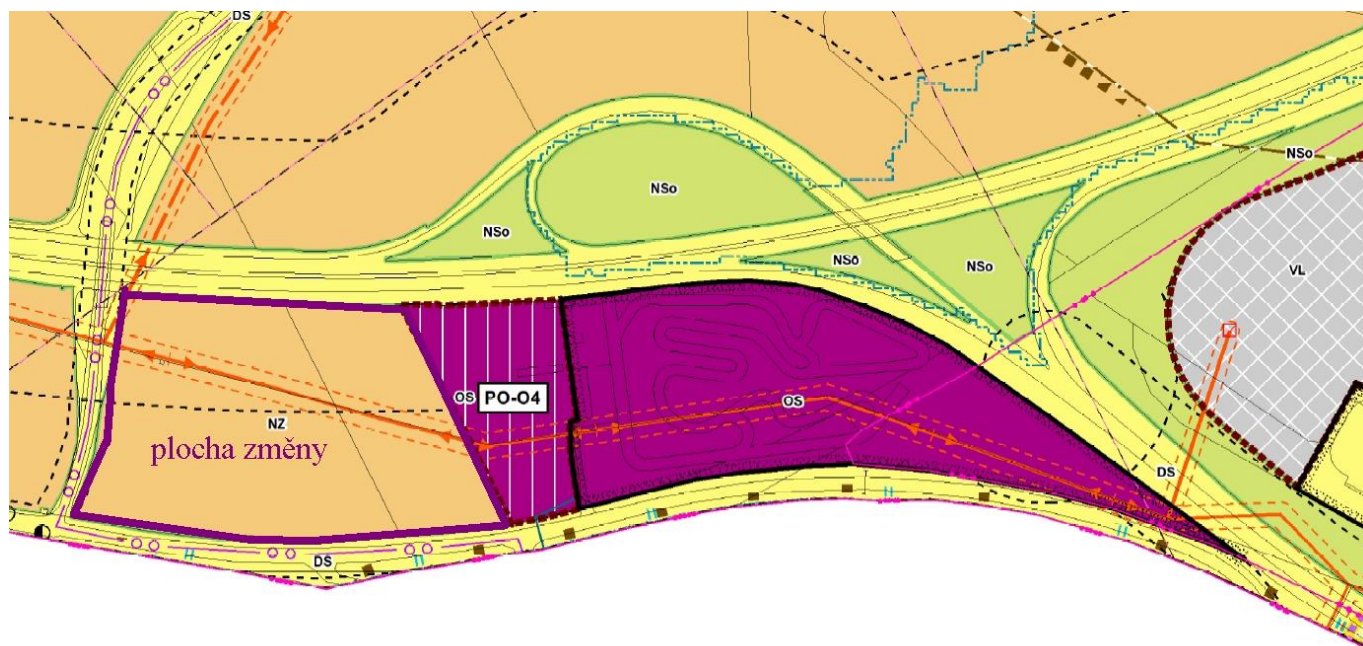 DS
NSo
NSo
NSo
NSo
NSo
VL
OS
PO-O4
OS
NZ
plocha změny
DS
DS